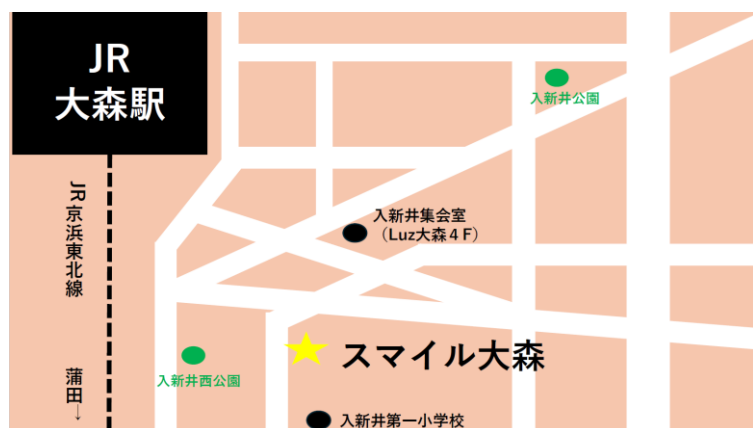 JR
大森駅
入新井公園
JR京浜東北線
入新井集会室
（Luz大森４F）
スマイル大森
入新井西公園
蒲田→
入新井第一小学校